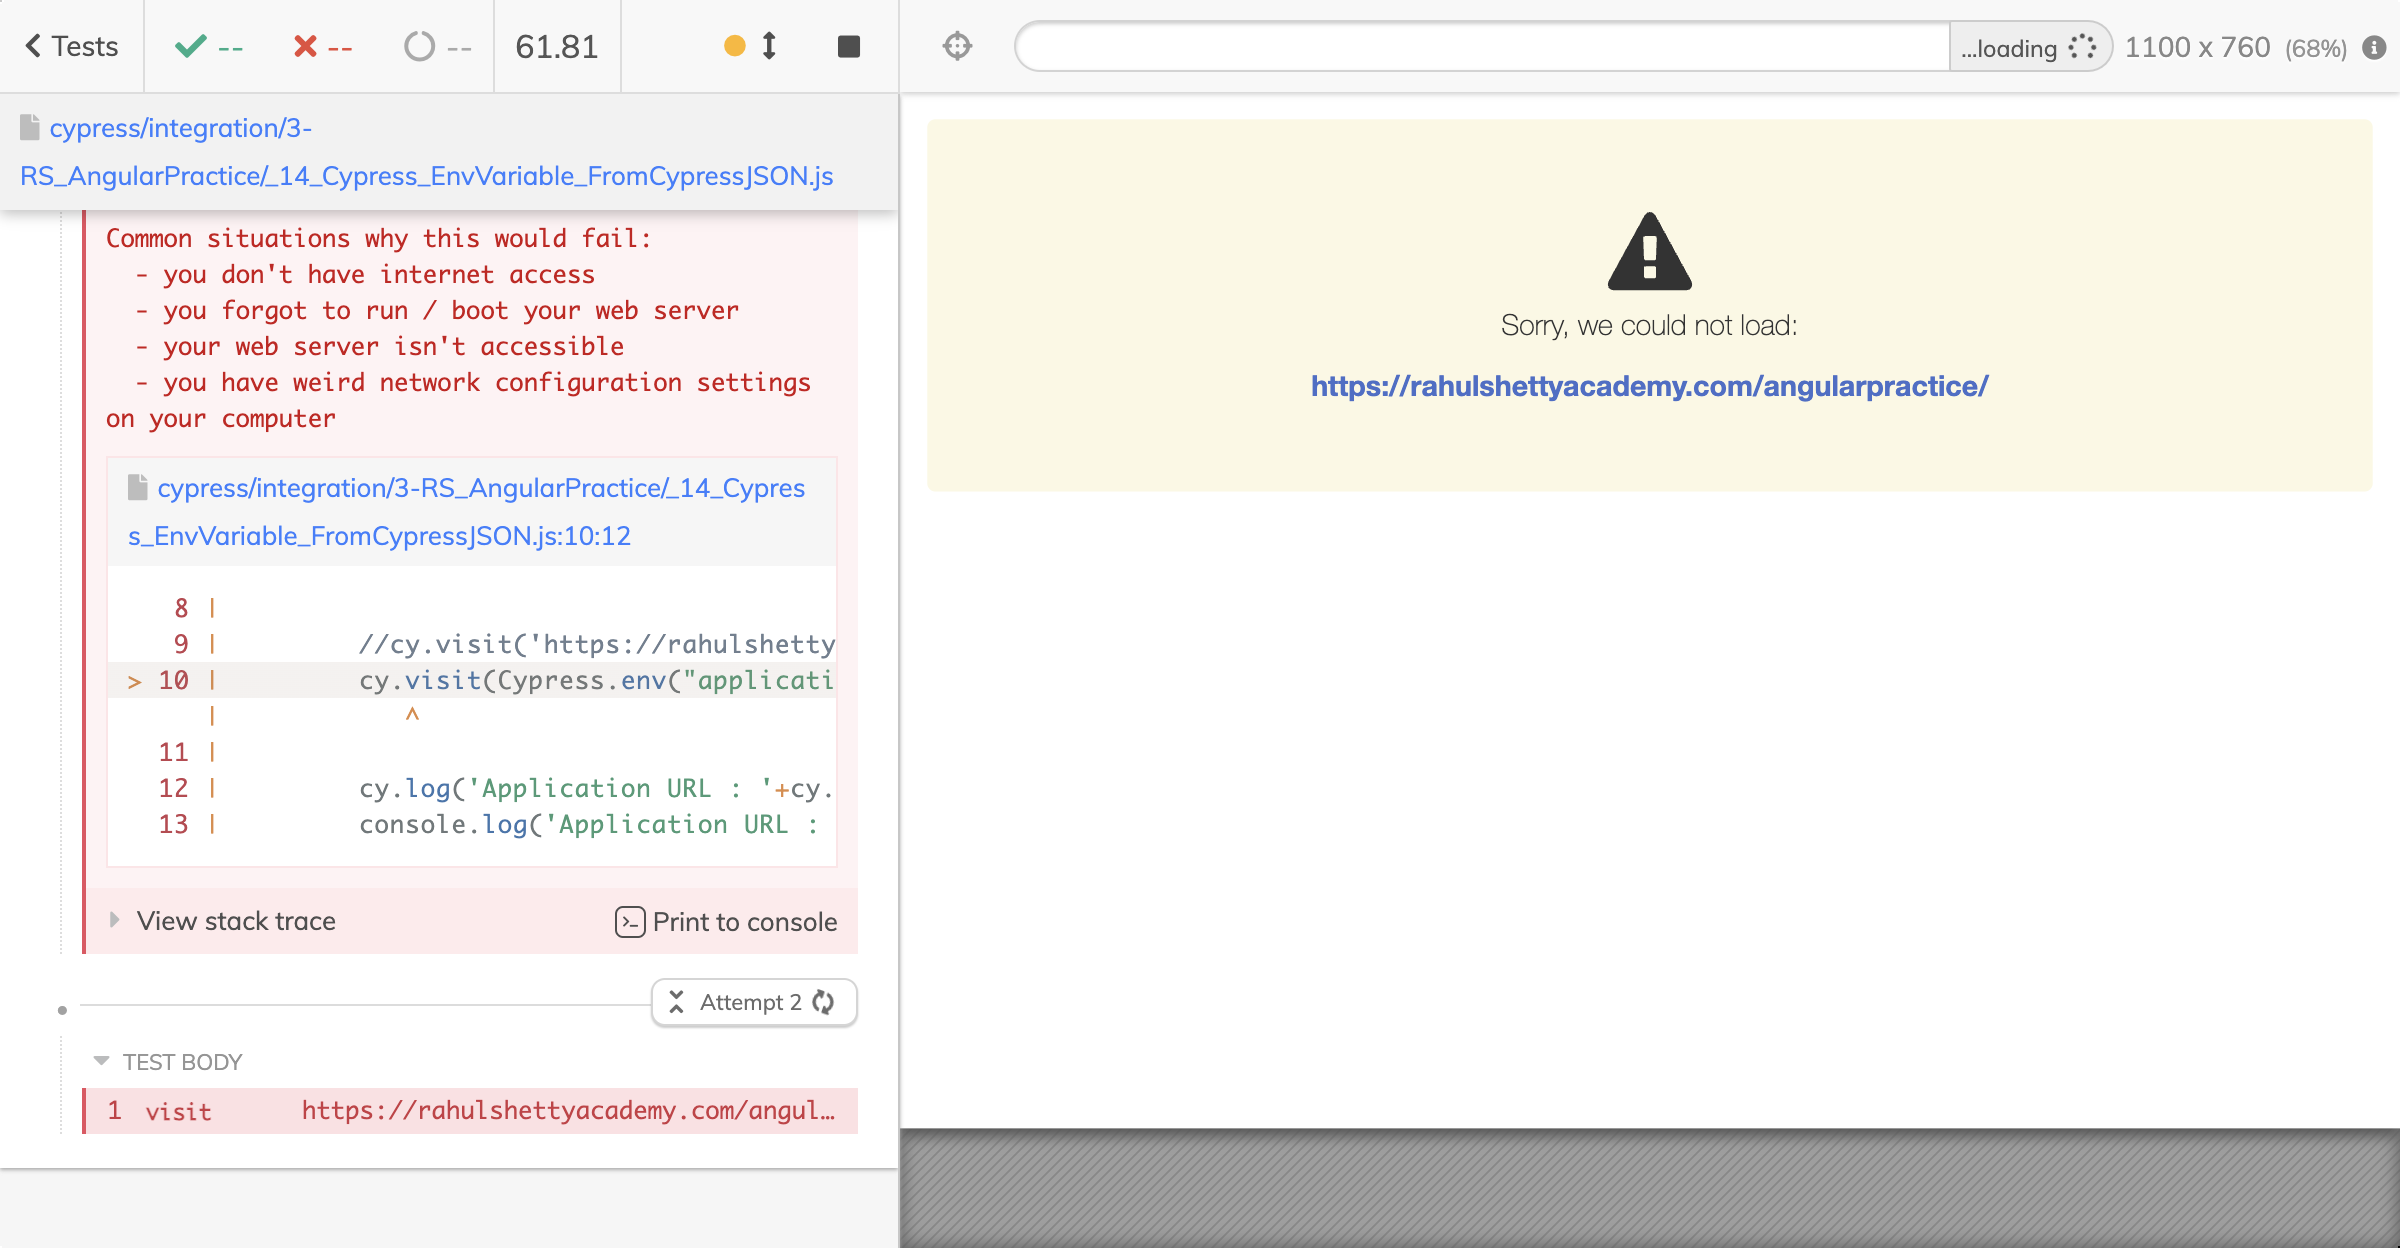 Tests -- -- -- 61.81
cypress/integration/3-
RS_AngularPractice/_14_Cypress_EnvVariable_FromCypressJSON.js
Common situations why this would fail:
- you don't have internet access
- you forgot to run / boot your web server
- your web server isn't accessible
- you have weird network configuration settings
on your computer
cypress/integration/3-RS_AngularPractice/_14_Cypres
s_EnvVariable_FromCypressJSON.js:10:12
8 |
9 | //cy.visit('https://rahulshetty
> 10 | cy.visit(Cypress.env("applicati
| ^
11 |
12 | cy.log('Application URL : '+cy.
13 | console.log('Application URL :
View stack trace Print to console
Attempt 2
TEST BODY
1 visit https://rahulshettyacademy.com/angul…
...loading 1100 x 760 (68%)
Sorry, we could not load:
https://rahulshettyacademy.com/angularpractice/